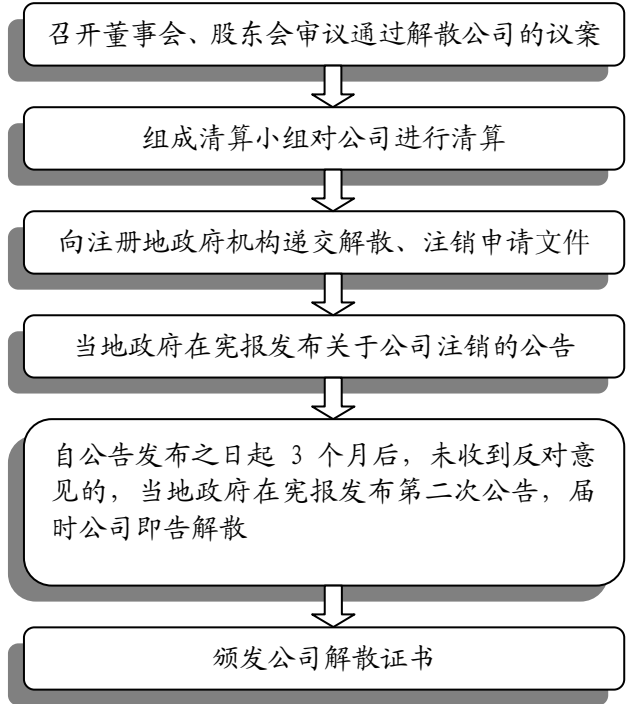 召开董事会、股东会审议通过解散公司的议案
组成清算小组对公司进行清算
向注册地政府机构递交解散、注销申请文件
当地政府在宪报发布关于公司注销的公告
自公告发布之日起 3 个月后，未收到反对意
见的，当地政府在宪报发布第二次公告，届
时公司即告解散
颁发公司解散证书